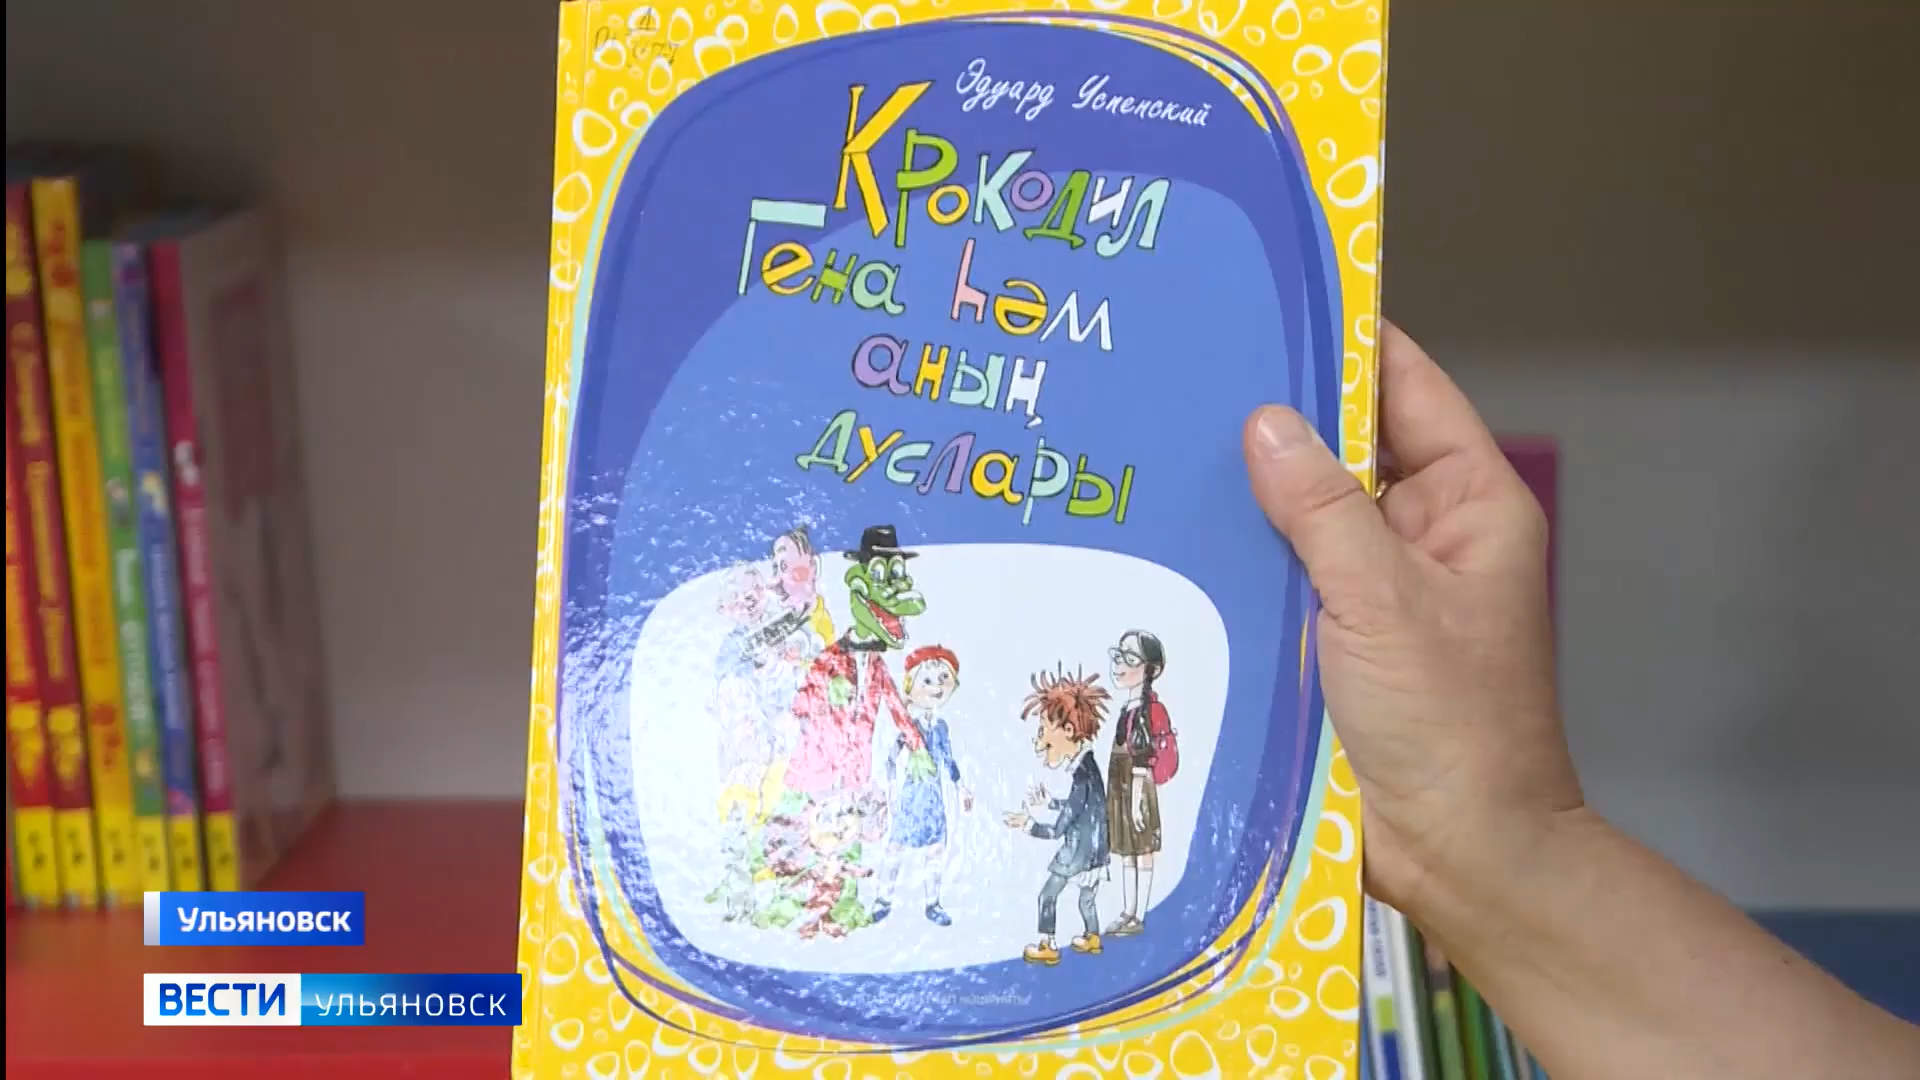 Эдуард Успенский
Крокодил
Гена һәм
аның
дуслары
Ульяновск
ВЕСТИ УЛЬЯНОВСК